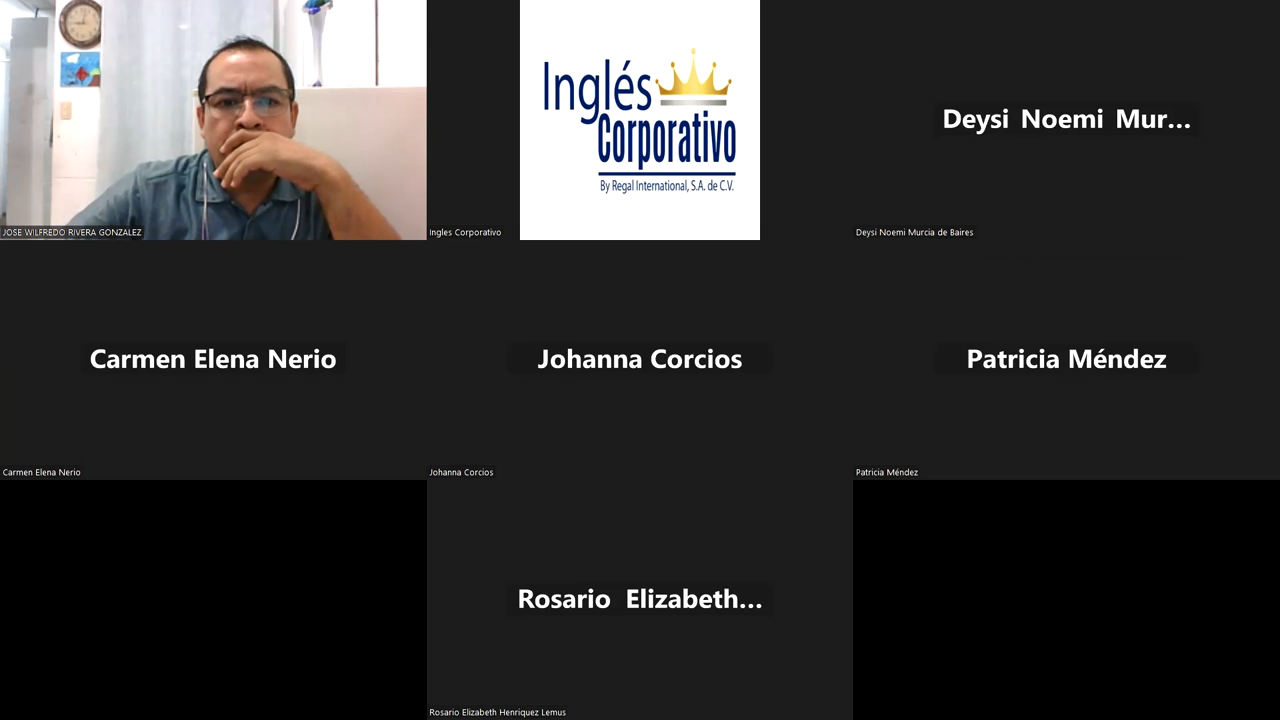 JOSE WILFREDO RIVERA GONZALEZ
Inglés
Corporativo
By Regal International, S.A. de C.V.
Ingles Corporativo
Deysi Noemi Mur...
Deysi Noemi Murcia de Baires
Carmen Elena Nerio
Carmen Elena Nerio
Johanna Corcios
Johanna Corcios
Patricia Méndez
Patricia Méndez
Rosario Elizabeth...
Rosario Elizabeth Henriquez Lemus